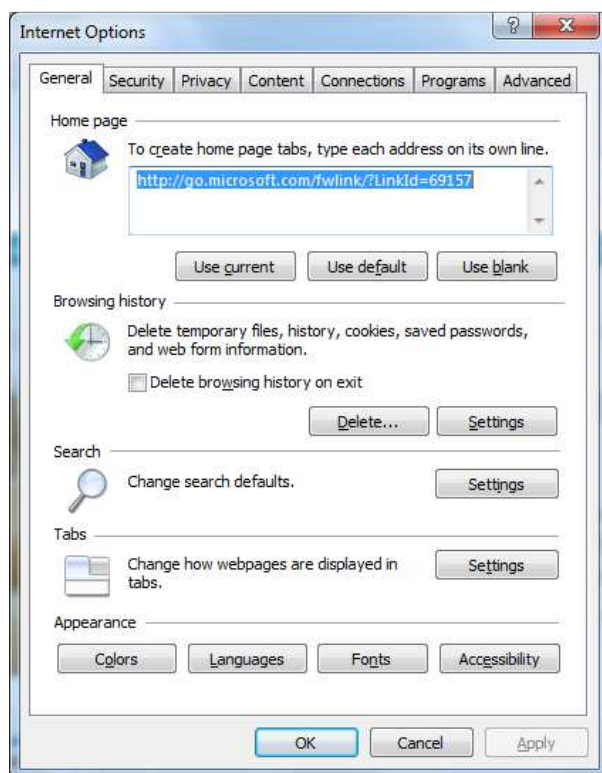 Internet Options
General Security Privacy Content Connections Programs Advanced
Home page
To create home page tabs, type each address on its own line.
http://go.microsoft.com/fwlink/?LinkId=69157
Use current Use default Use blank
Browsing history
Delete temporary files, history, cookies, saved passwords,
and web form information.
Delete browsing history on exit
Delete... Settings
Search
Change search defaults. Settings
Tabs
Change how webpages are displayed in Settings
tabs.
Appearance
Colors Languages Fonts Accessibility
OK Cancel Apply